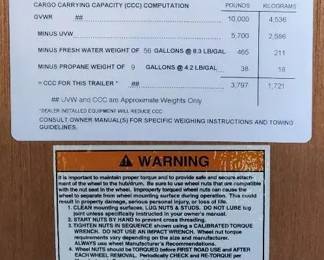 CARGO CARRYING CAPACITY (CCC) COMPUTATION POUNDS KILOGRAMS
GVWR ## 10,000 4,536
MINUS UVW 5,700 2,586
MINUS FRESH WATER WEIGHT OF 56 GALLONS @ 8.3 LB/GAL 465 211
MINUS PROPANE WEIGHT OF 9 GALLONS @ 4.2 LB/GAL 38 18
= CCC FOR THIS TRAILER * ## 3,797 1,721
## UVW and CCC are Approximate Weights Only
*DEALER INSTALLED EQUIPMENT WILL REDUCE CCC
CONSULT OWNER MANUAL(S) FOR SPECIFIC WEIGHING INSTRUCTIONS AND TOWING
GUIDELINES.
WARNING
It is important to maintain proper torque and to provide safe and secure attach-
ment of the wheel to the hub/drum. Be sure to use wheel nuts that are compatible
with the nut seat in the wheel. Improperly torqued wheel nuts can cause the
wheel to separate from wheel mounting surface during operation. This could
result in property damage, serious personal injury, or loss of life.
1. CLEAN mounting surfaces, LUG NUTS & STUDS. DO NOT LUBE lug
joint unless specifically instructed in your owner's manual.
2. START NUTS BY HAND to prevent cross threading.
3. TIGHTEN NUTS IN SEQUENCE shown using a CALIBRATED TORQUE
WRENCH. DO NOT USE AN IMPACT WRENCH. Wheel nut torque
requirements vary depending on the size and manufacturer.
ALWAYS use wheel Manufacturer's Recommendations.
4. Wheel nuts should be TORQUED before FIRST ROAD USE and AFTER
EACH WHEEL REMOVAL. Periodically CHECK and RE-TORQUE per